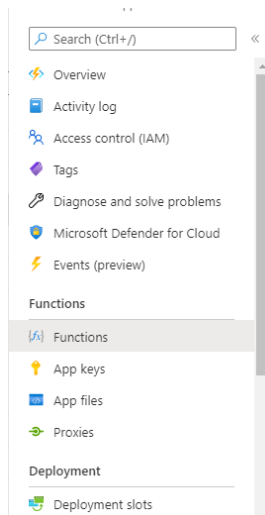 Search (Ctrl+/)
Overview
Activity log
Access control (IAM)
Tags
Diagnose and solve problems
Microsoft Defender for Cloud
Events (preview)
Functions
Functions
App keys
App files
Proxies
Deployment
Deployment slots